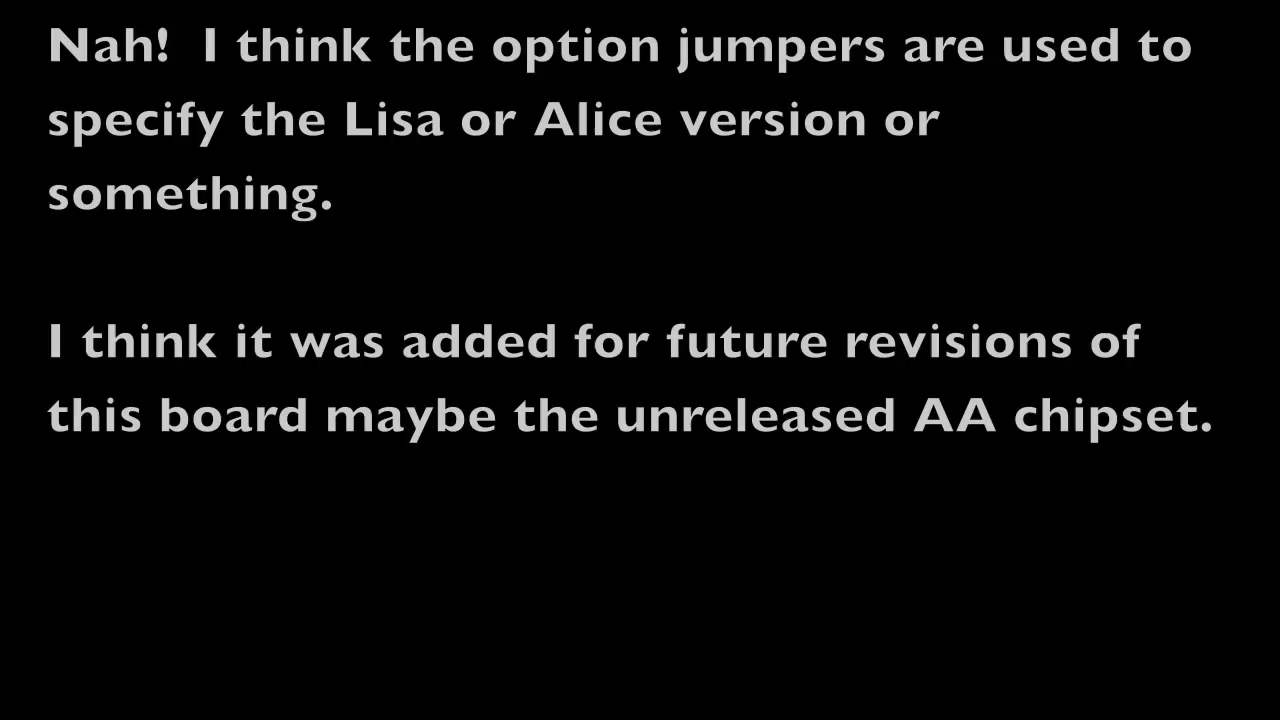 Nah!  I think the option jumpers are used to
specify the Lisa or Alice version or
something.
I think it was added for future revisions of
this board maybe the unreleased AA chipset.